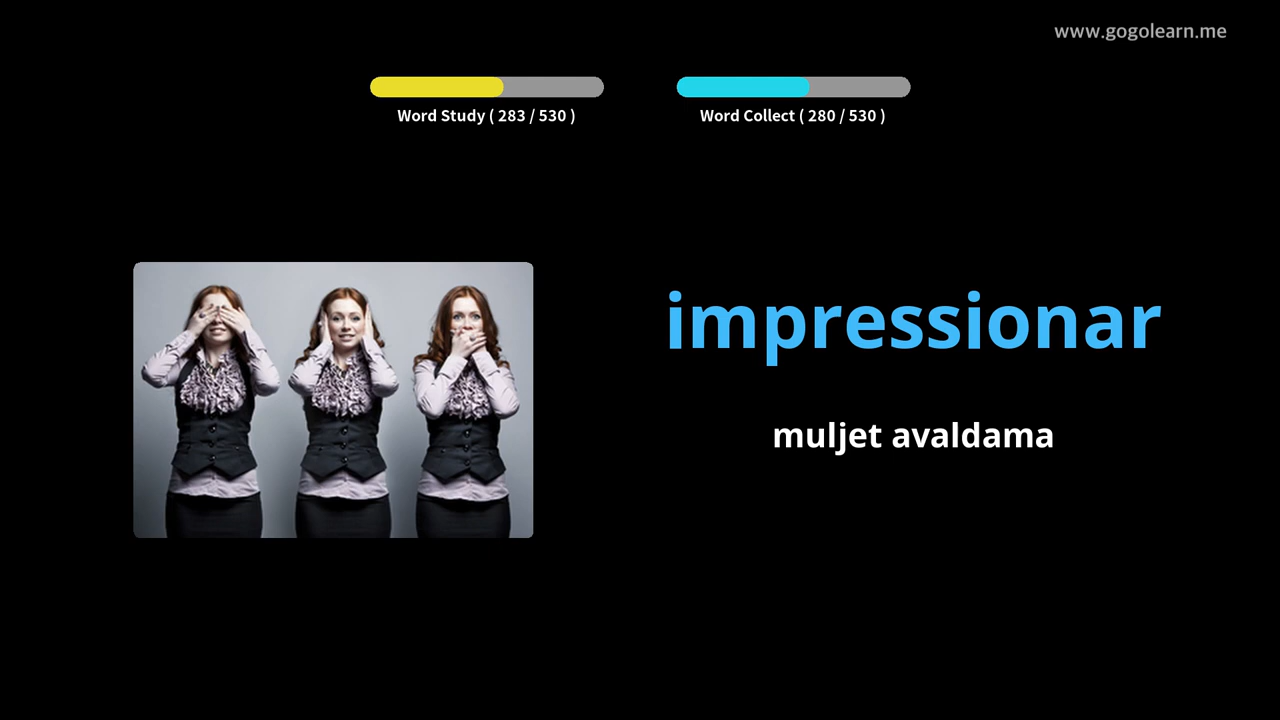 www.gogolearn.me
Word Study ( 283 / 530 )
Word Collect ( 280 / 530 )
impressionar
muljet avaldama